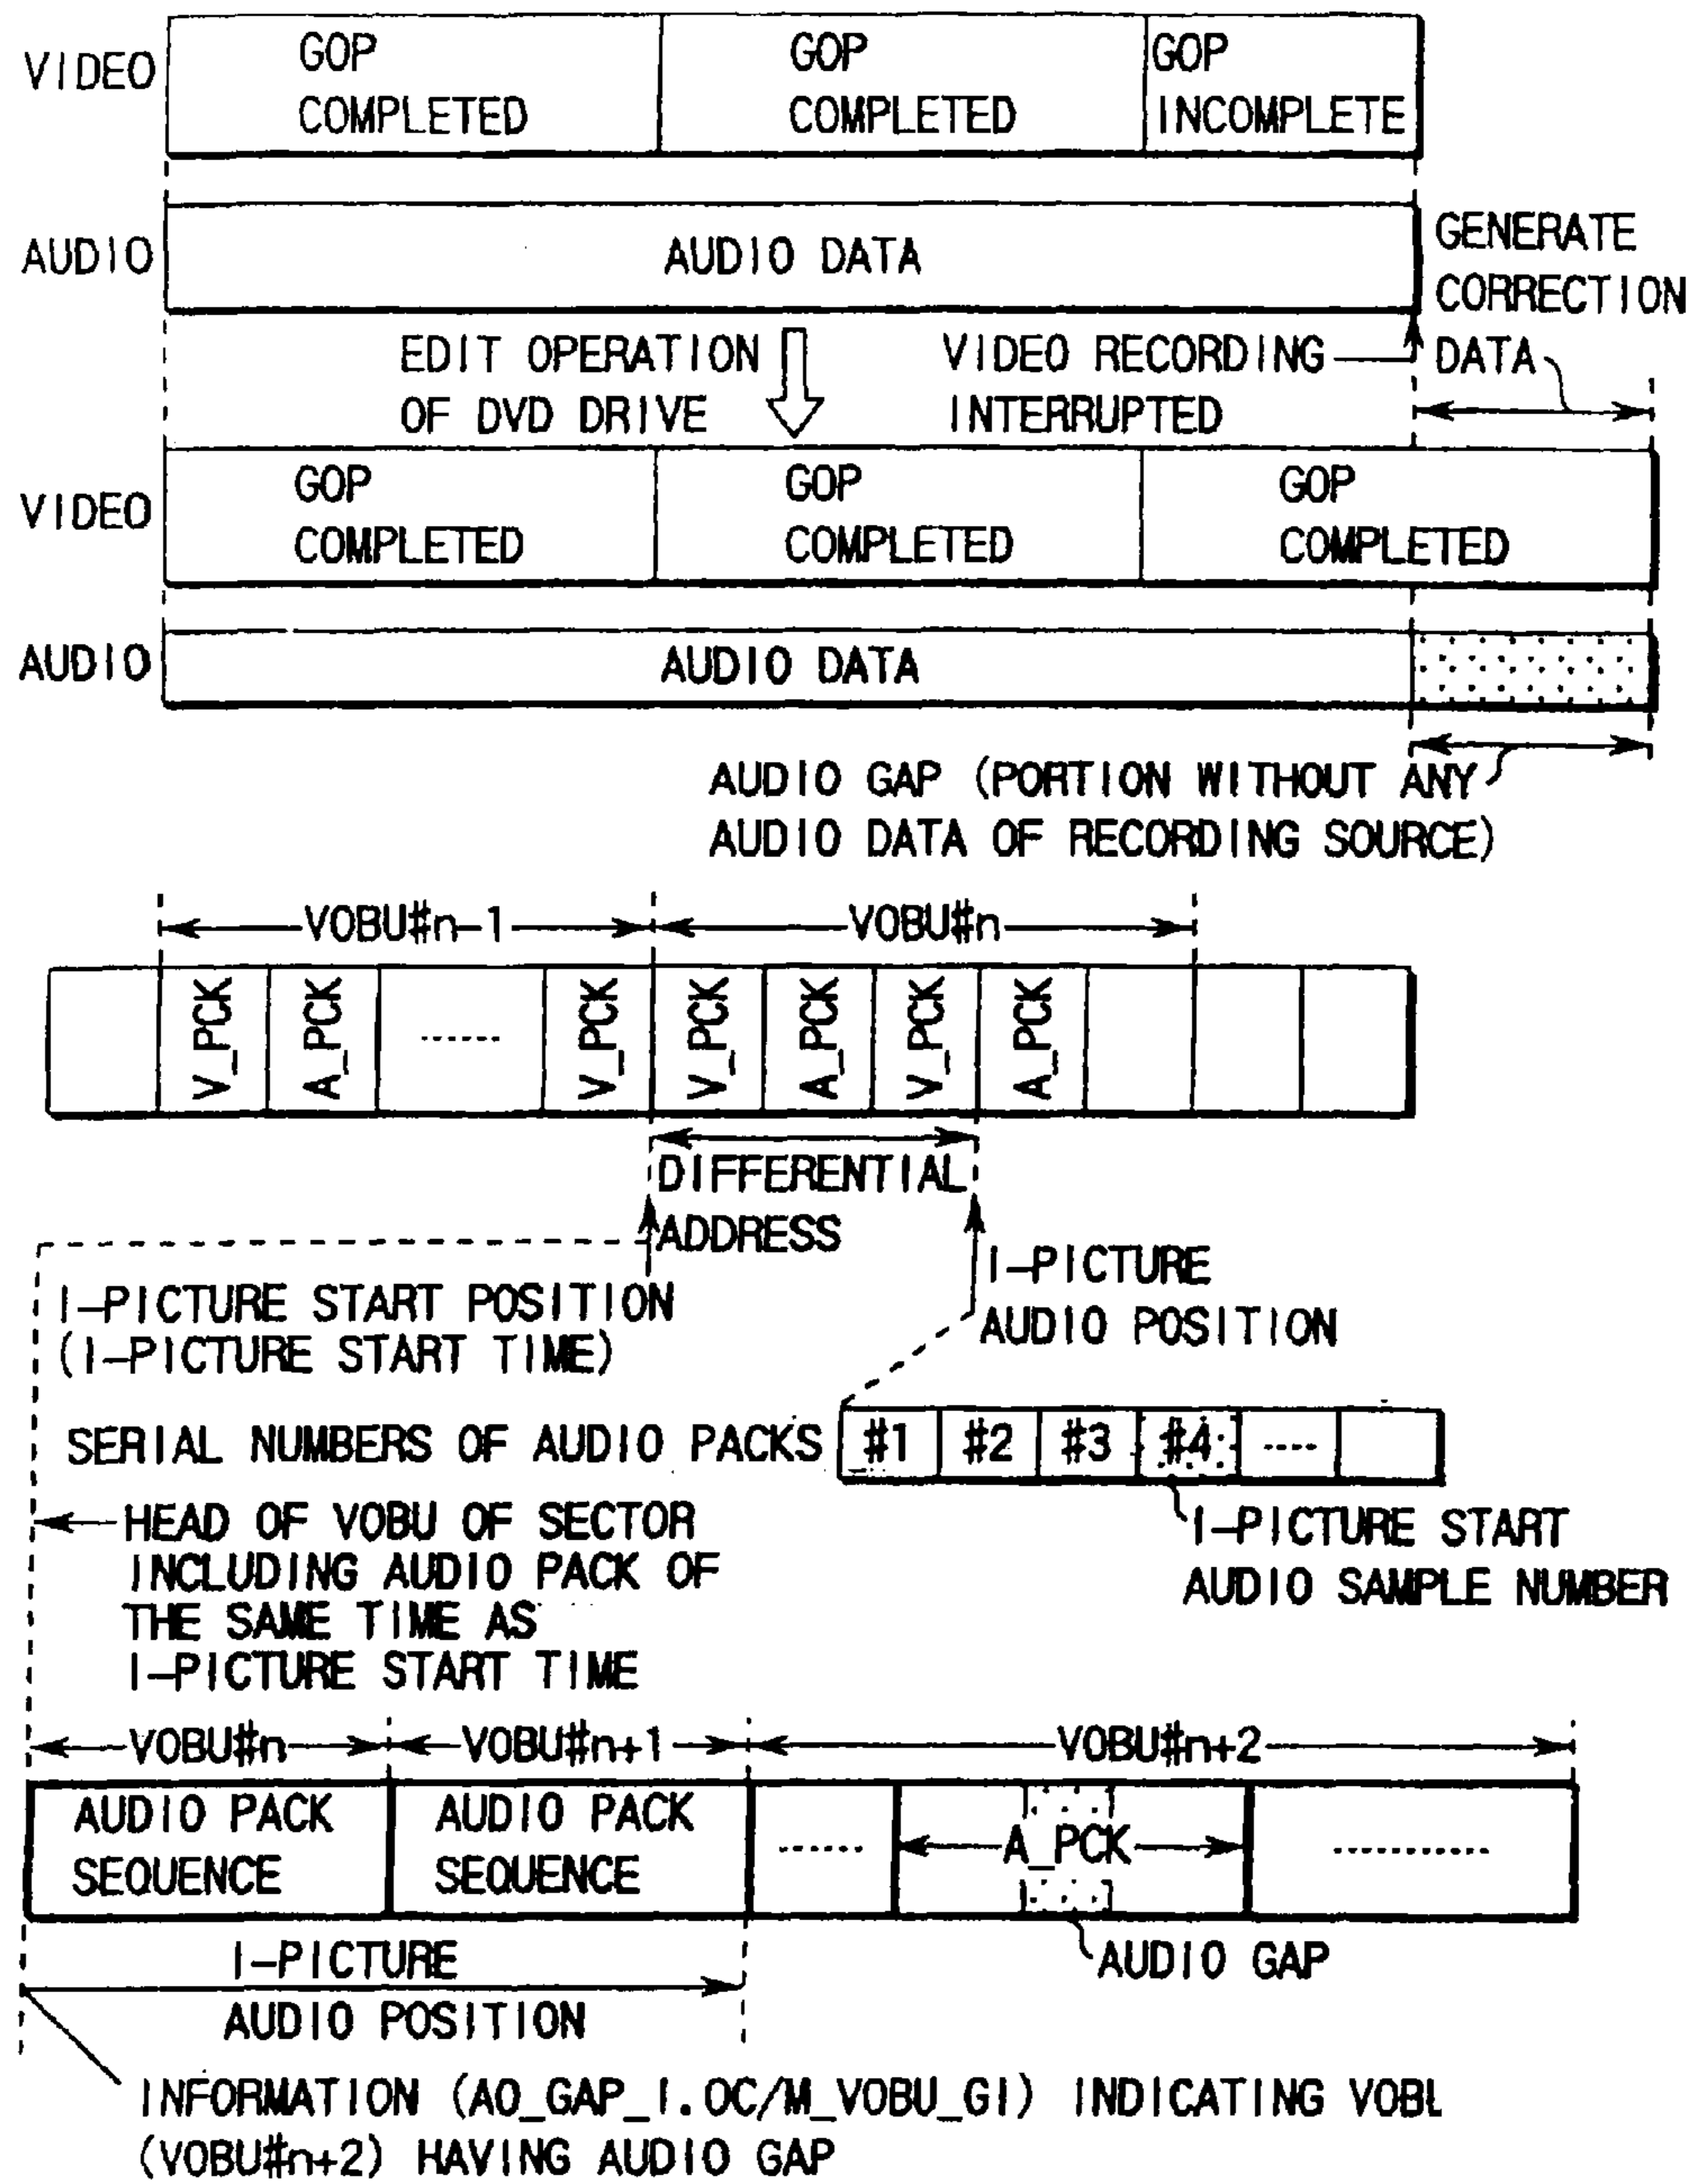 VIDEO
GOP
COMPLETED
GOP
COMPLETED
GOP
INCOMPLETE
AUDIO
AUDIO DATA
GENERATE
CORRECTION
DATA
EDIT OPERATION
OF DVD DRIVE
VIDEO RECORDING
INTERRUPTED
VIDEO
GOP
COMPLETED
GOP
COMPLETED
GOP
COMPLETED
AUDIO
AUDIO DATA
AUDIO GAP (PORTION WITHOUT ANY
AUDIO DATA OF RECORDING SOURCE)
VOBU#n-1
VOBU#n
V_PCK
A_PCK
........
V_PCK
V_PCK
A_PCK
V_PCK
A_PCK
DIFFERENTIAL
ADDRESS
I-PICTURE START POSITION
(I-PICTURE START TIME)
I-PICTURE
AUDIO POSITION
SERIAL NUMBERS OF AUDIO PACKS
#1 #2 #3 #4 ----
I-PICTURE START
AUDIO SAMPLE NUMBER
HEAD OF VOBU OF SECTOR
INCLUDING AUDIO PACK OF
THE SAME TIME AS
I-PICTURE START TIME
VOBU#n
VOBU#n+1
VOBU#n+2
AUDIO PACK
SEQUENCE
AUDIO PACK
SEQUENCE
........
A_PCK
...............
AUDIO GAP
I-PICTURE
AUDIO POSITION
INFORMATION (A0_GAP_I.OC/M_VOBU_GI) INDICATING VOBL
(VOBU#n+2) HAVING AUDIO GAP